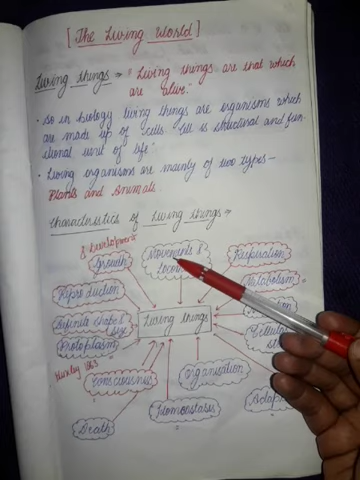 [ The Living World ]
Living things ⇒ "Living things are that which
are alive."
• So in biology living things are organisms which
are made up of cells. Cell is structural and fun-
ctional unit of life"
• Living organisms are mainly of two types –
Plants and Animals.
Characteristics of Living things ⇒
& Development
Growth
Movements &
Respiration
Metabolism
Reproduction
Definite shape &
size
Living things
Cellular
Protoplasm
Huxley
Consciousness
Organisation
Homeostasis
Death